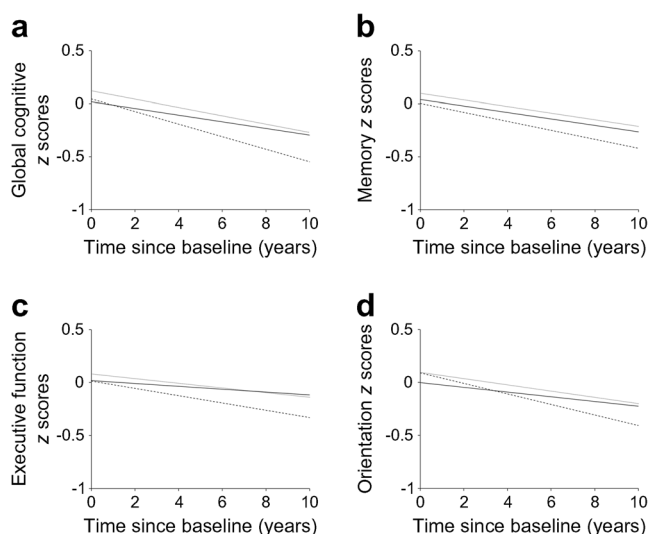 a
Global cognitive
z scores
0.5
0
-0.5
-1
0 2 4 6 8 10
Time since baseline (years)
b
Memory z scores
0.5
0
-0.5
-1
0 2 4 6 8 10
Time since baseline (years)
c
Executive function
z scores
0.5
0
-0.5
-1
0 2 4 6 8 10
Time since baseline (years)
d
Orientation z scores
0.5
0
-0.5
-1
0 2 4 6 8 10
Time since baseline (years)